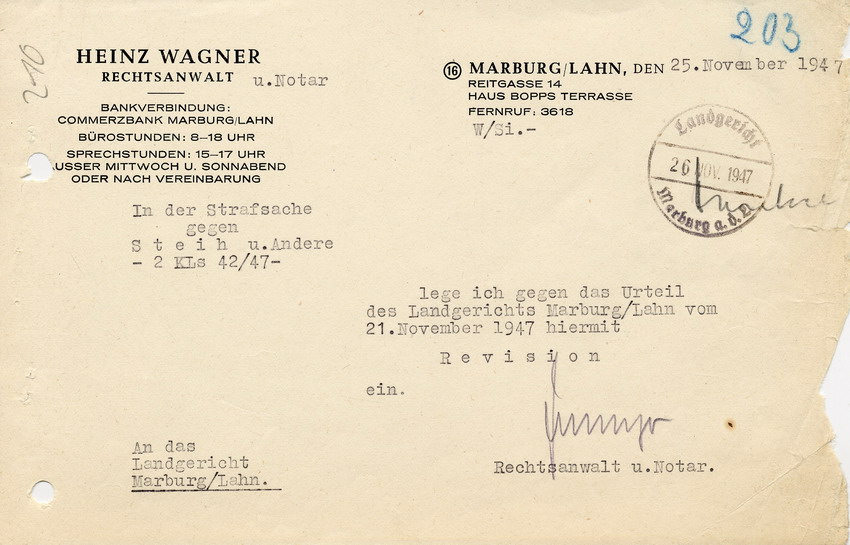 203
HEINZ WAGNER
RECHTSANWALT u.Notar
BANKVERBINDUNG:
COMMERZBANK MARBURG/LAHN
BÜROSTUNDEN: 8–18 UHR
SPRECHSTUNDEN: 15–17 UHR
USSER MITTWOCH U. SONNABEND
ODER NACH VEREINBARUNG
16 MARBURG/LAHN, DEN 25.November 1947
REITGASSE 14
HAUS BOPPS TERRASSE
FERNRUF: 3618
W/Si.-
Landgericht
26 NOV. 1947
Marburg a. d. L.
In der Strafsache
gegen
S t e i h u.Andere
- 2 KLs 42/47-
lege ich gegen das Urteil
des Landgerichts Marburg/Lahn vom
21.November 1947 hiermit
R e v i s i o n
ein.
An das
Landgericht
Marburg/Lahn.
Rechtsanwalt u.Notar.